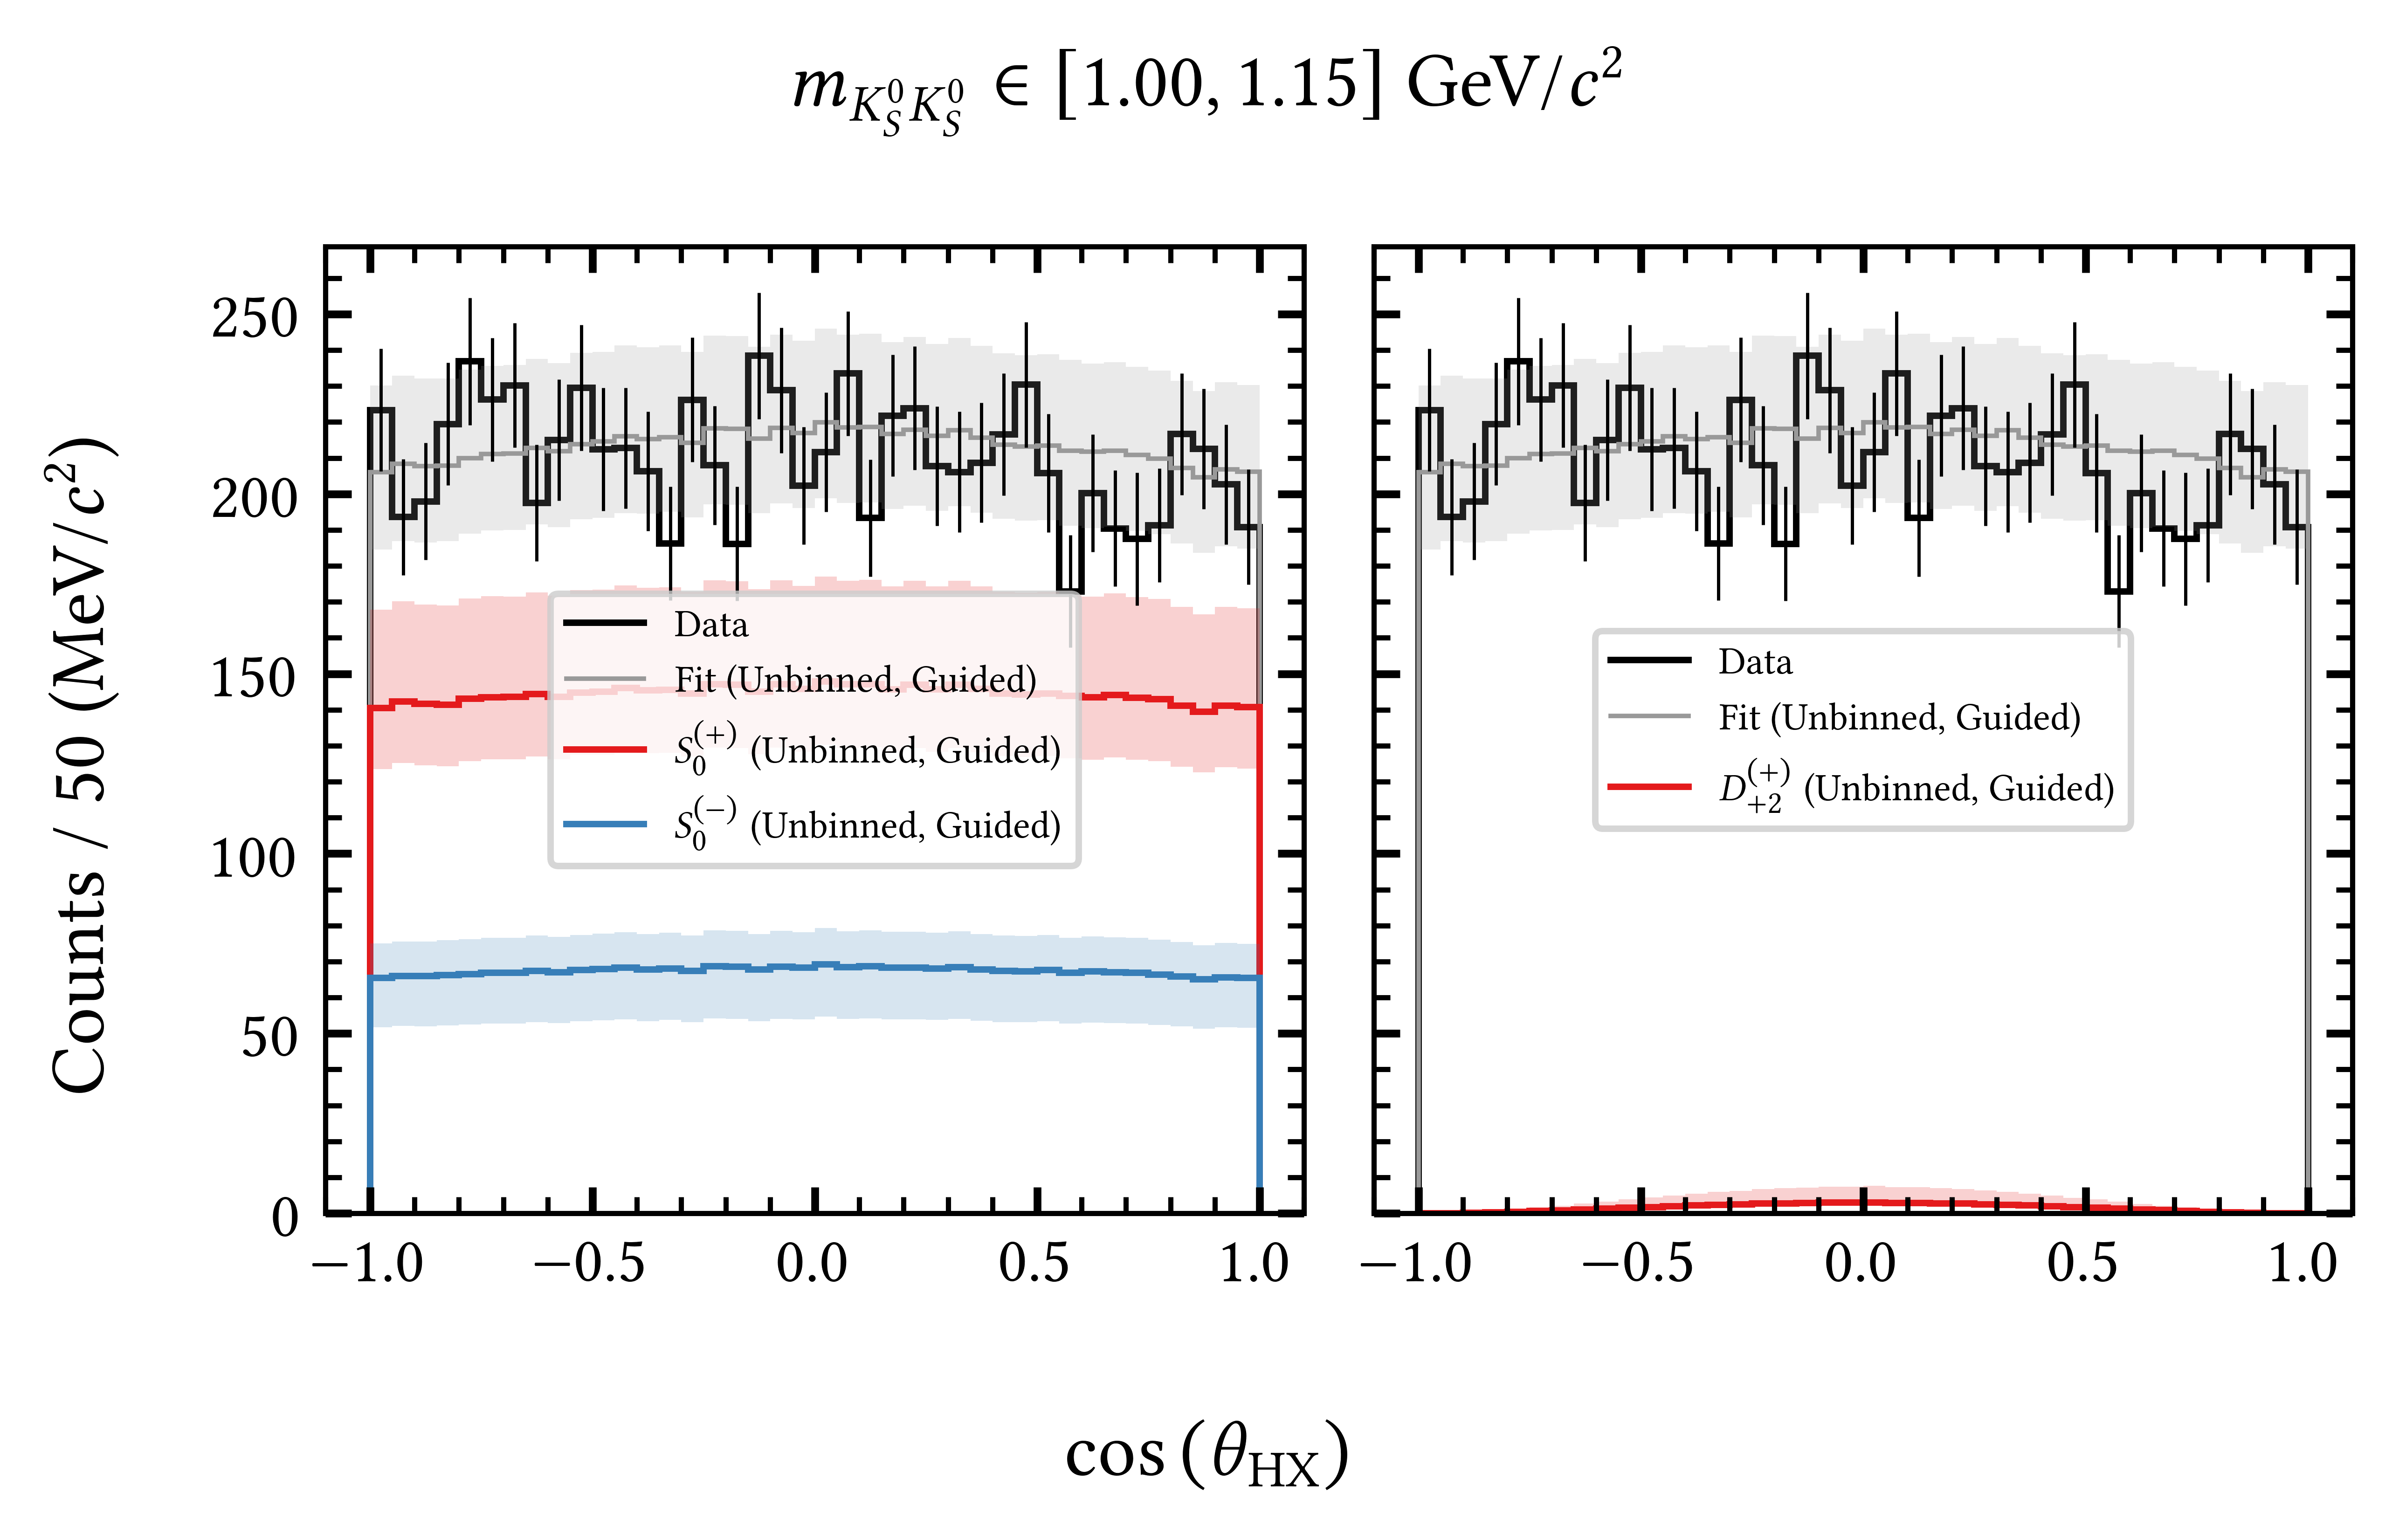 m_{K_S^0 K_S^0} ∈ [1.00, 1.15] GeV/c²
Counts / 50 (MeV/c²)
250
200
150
100
50
0
Data
Fit (Unbinned, Guided)
S_0^{(+)} (Unbinned, Guided)
S_0^{(−)} (Unbinned, Guided)
−1.0 −0.5 0.0 0.5 1.0
Data
Fit (Unbinned, Guided)
D_{+2}^{(+)} (Unbinned, Guided)
−1.0 −0.5 0.0 0.5 1.0
cos (θ_{HX})